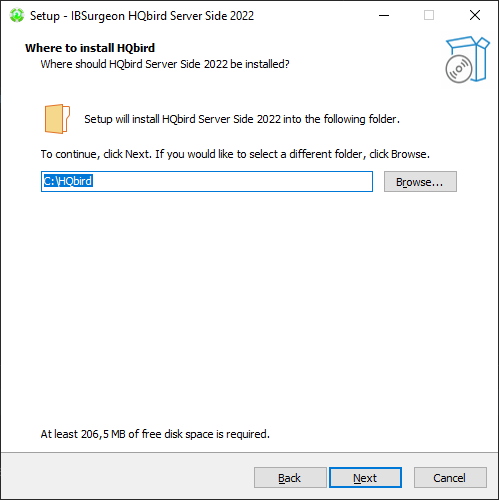 Setup - IBSurgeon HQbird Server Side 2022
Where to install HQbird
Where should HQbird Server Side 2022 be installed?
Setup will install HQbird Server Side 2022 into the following folder.
To continue, click Next. If you would like to select a different folder, click Browse.
C:\HQbird
Browse...
At least 206,5 MB of free disk space is required.
Back
Next
Cancel